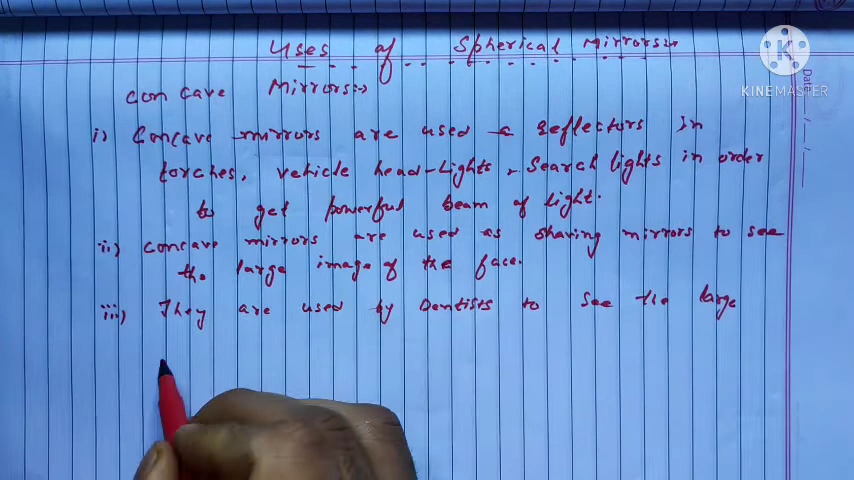 Uses of Spherical Mirrors:→
KINEMASTER
Concave Mirrors:→
Date
i) Concave mirrors are used a reflectors in
torches, vehicle head-Lights, Search lights in order
to get powerful beam of light.
ii) Concave mirrors are used as shaving mirrors to see
the large image of the face.
iii) They are used by Dentists to see the large